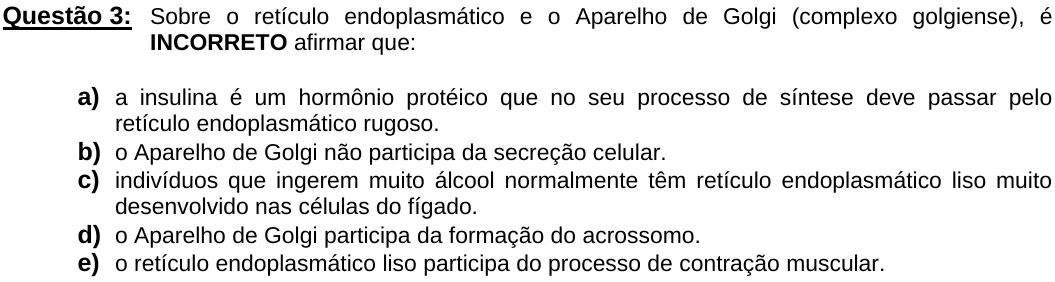 Questão 3: Sobre o retículo endoplasmático e o Aparelho de Golgi (complexo golgiense), é
INCORRETO afirmar que:
a) a insulina é um hormônio protéico que no seu processo de síntese deve passar pelo
retículo endoplasmático rugoso.
b) o Aparelho de Golgi não participa da secreção celular.
c) indivíduos que ingerem muito álcool normalmente têm retículo endoplasmático liso muito
desenvolvido nas células do fígado.
d) o Aparelho de Golgi participa da formação do acrossomo.
e) o retículo endoplasmático liso participa do processo de contração muscular.